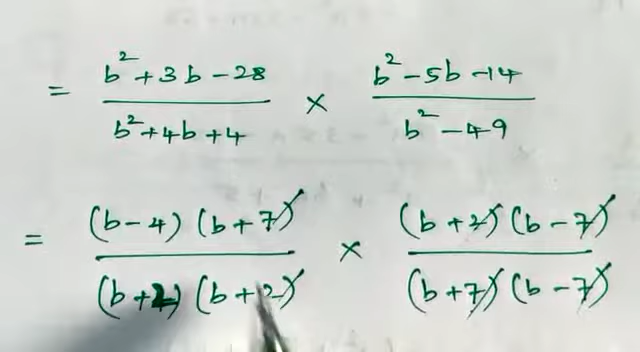 = (b² + 3b - 28)/(b² + 4b + 4) × (b² - 5b - 14)/(b² - 49)
= (b - 4)(b + 7)/(b + 2)(b + 2) × (b + 2)(b - 7)/(b + 7)(b - 7)